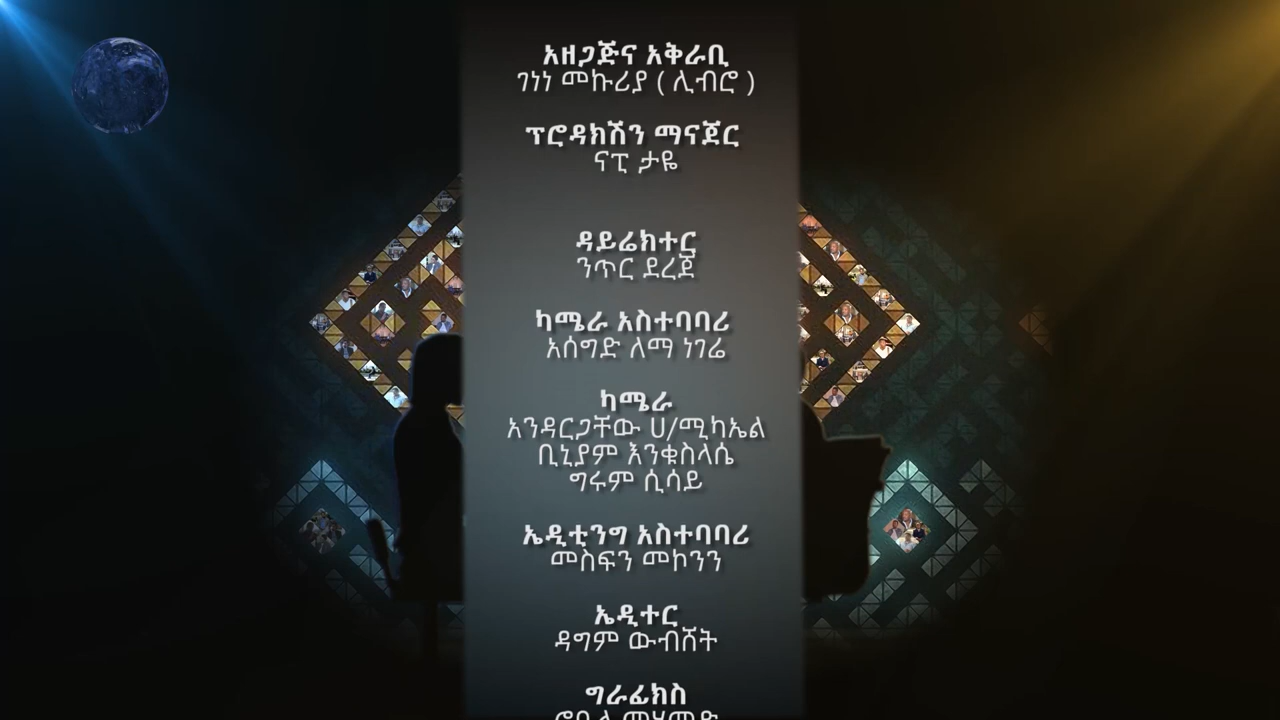 አዘጋጅና አቅራቢ
ገነነ መኩሪያ ( ሊብሮ )
ፕሮዳክሽን ማናጀር
ናፒ ታዬ
ዳይሬክተር
ንጥር ደረጀ
ካሜራ አስተባባሪ
አሰግድ ለማ ነገሬ
ካሜራ
አንዳርጋቸው ሀ/ሚካኤል
ቢኒያም እንቁስላሴ
ግሩም ሲሳይ
ኤዲቲንግ አስተባባሪ
መስፍን መኮንን
ኤዲተር
ዳግም ውብሸት
ግራፊክስ